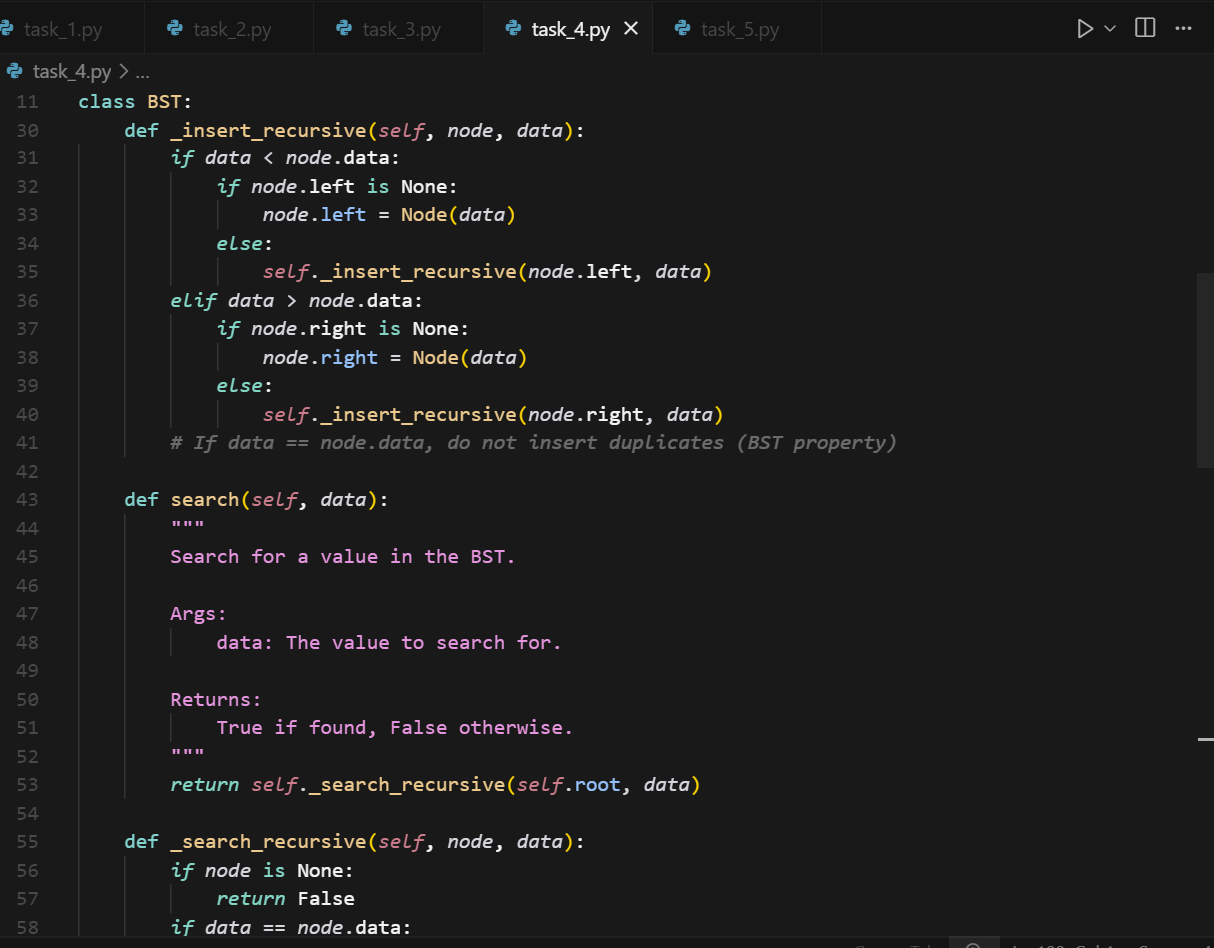 task_1.py task_2.py task_3.py task_4.py task_5.py
task_4.py > ...
11 class BST:
30     def _insert_recursive(self, node, data):
31         if data < node.data:
32             if node.left is None:
33                 node.left = Node(data)
34             else:
35                 self._insert_recursive(node.left, data)
36         elif data > node.data:
37             if node.right is None:
38                 node.right = Node(data)
39             else:
40                 self._insert_recursive(node.right, data)
41         # If data == node.data, do not insert duplicates (BST property)
42
43     def search(self, data):
44         """
45         Search for a value in the BST.
46
47         Args:
48             data: The value to search for.
49
50         Returns:
51             True if found, False otherwise.
52         """
53         return self._search_recursive(self.root, data)
54
55     def _search_recursive(self, node, data):
56         if node is None:
57             return False
58         if data == node.data: